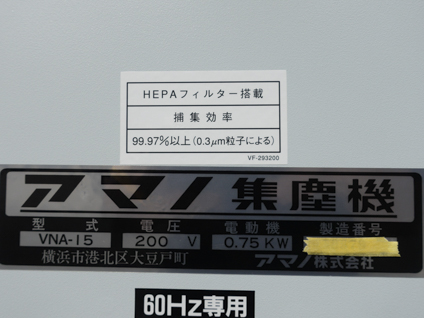 HEPAフィルター搭載
捕集効率
99.97%以上(0.3μm粒子による)
VF-293200
アマノ集塵機
型式 電圧 電動機 製造番号
VNA-15 200 V 0.75 KW
横浜市港北区大豆戸町 アマノ株式会社
60Hz専用